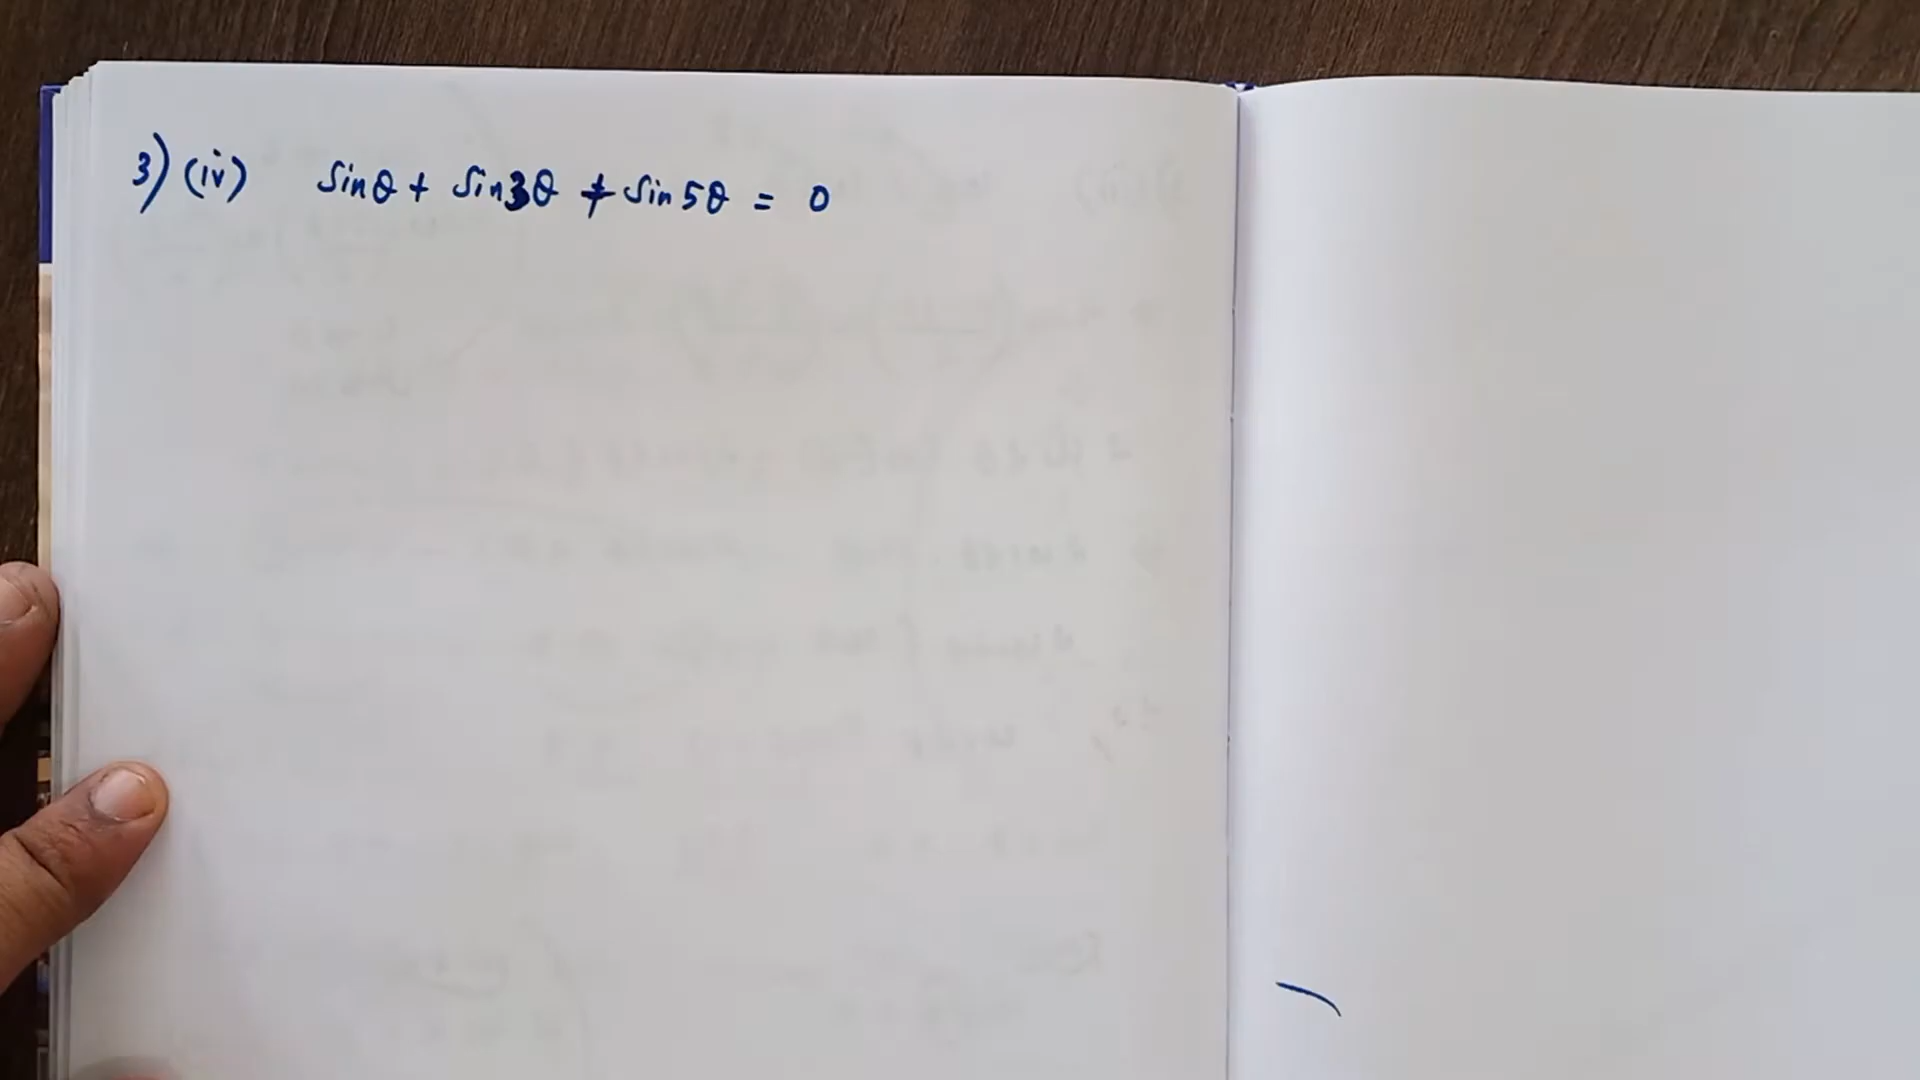 3) (iv) Sinθ + Sin3θ + Sin5θ = 0